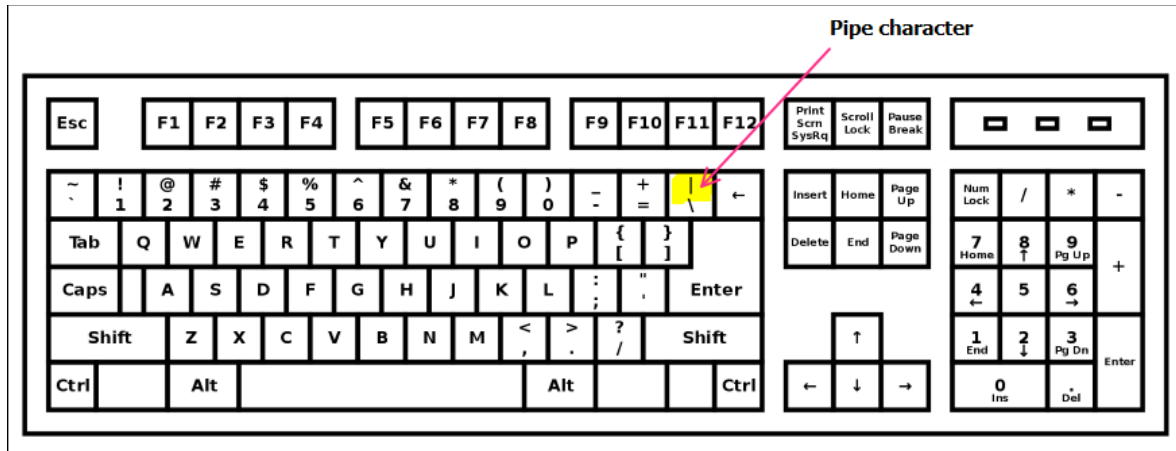 Pipe character
Esc F1 F2 F3 F4 F5 F6 F7 F8 F9 F10 F11 F12 Print Scrn SysRq Scroll Lock Pause Break
~ ! @ # $ % ^ & * ( ) _ + |
` 1 2 3 4 5 6 7 8 9 0 - = \ ← Insert Home Page Up Num Lock / * -
Tab Q W E R T Y U I O P { [ } ] Delete End Page Down 7 Home 8 ↑ 9 Pg Up +
Caps A S D F G H J K L : ; " ' Enter 4 ← 5 6 →
Shift Z X C V B N M < , > . ? / Shift ↑ 1 End 2 ↓ 3 Pg Dn Enter
Ctrl Alt Alt Ctrl ← ↓ → 0 Ins . Del